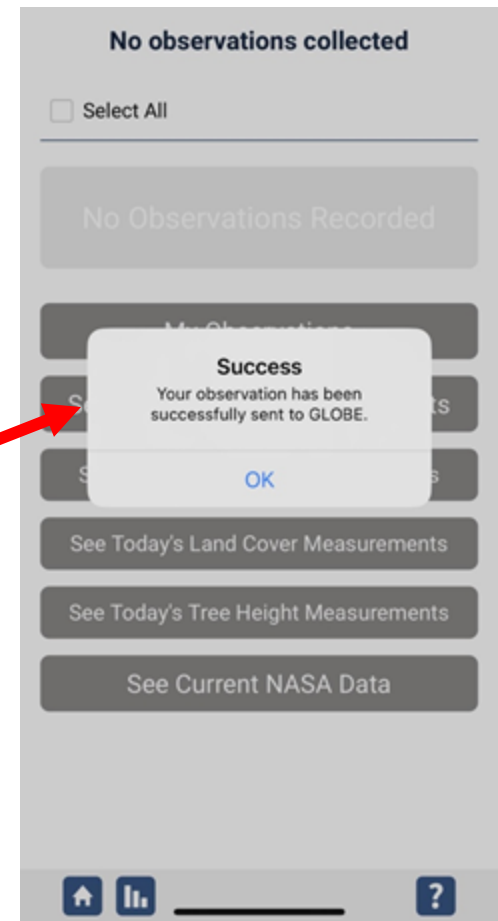 No observations collected
Select All
No Observations Recorded
Success
Your observation has been
successfully sent to GLOBE.
OK
See Today's Land Cover Measurements
See Today's Tree Height Measurements
See Current NASA Data
?